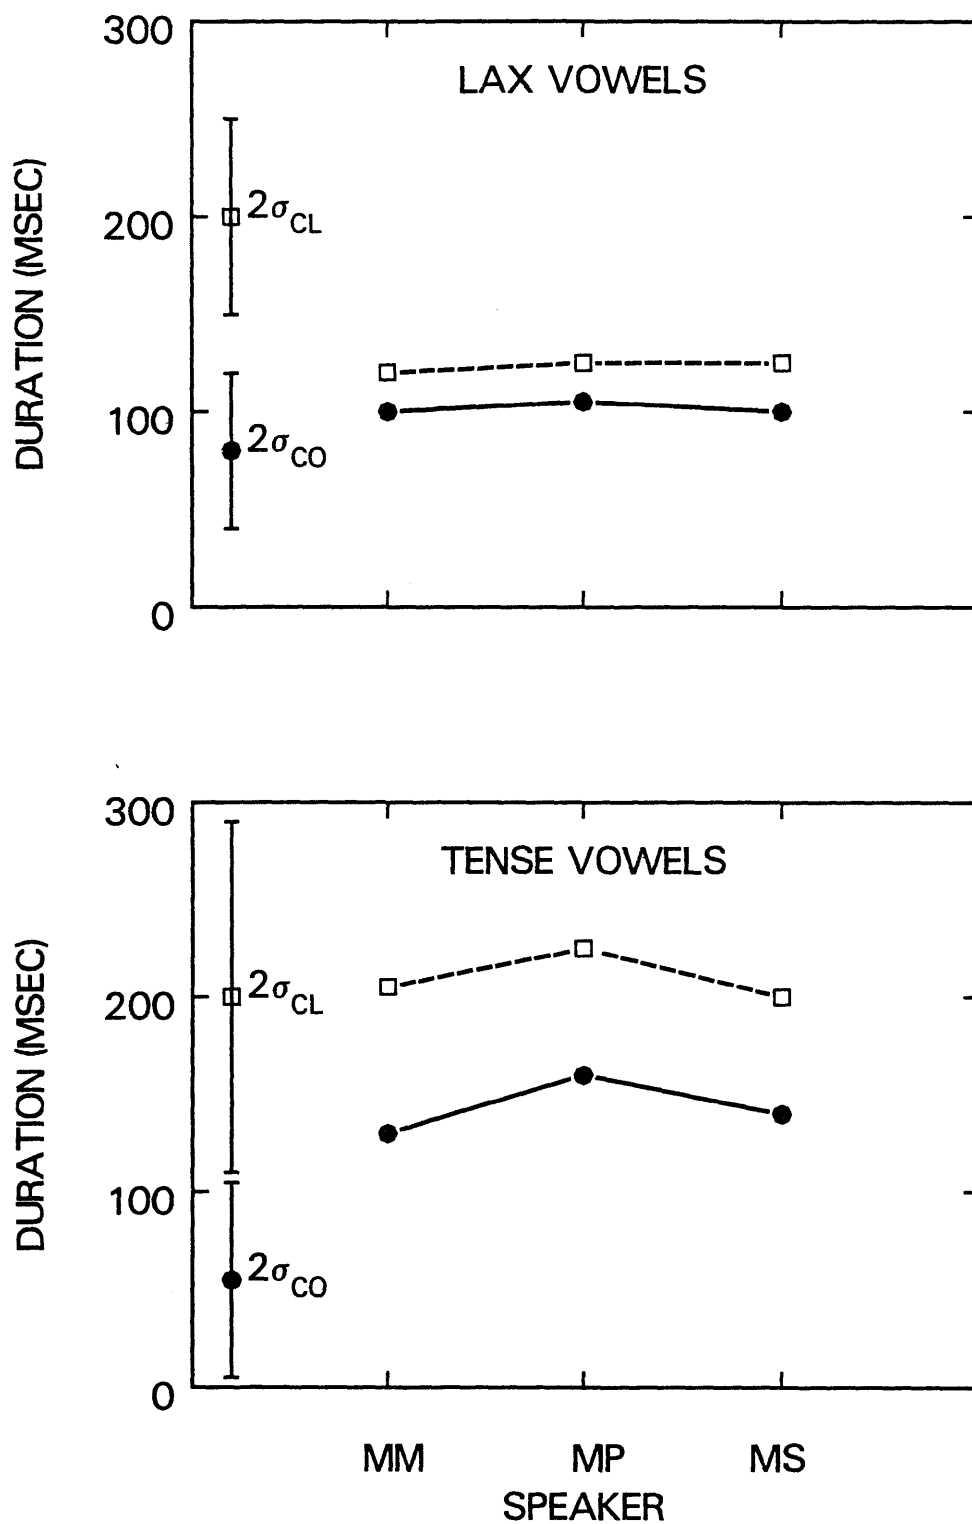 300
LAX VOWELS
DURATION (MSEC)
200
2σCL
100
2σCO
0
300
TENSE VOWELS
DURATION (MSEC)
200
2σCL
100
2σCO
0
MM MP MS
SPEAKER